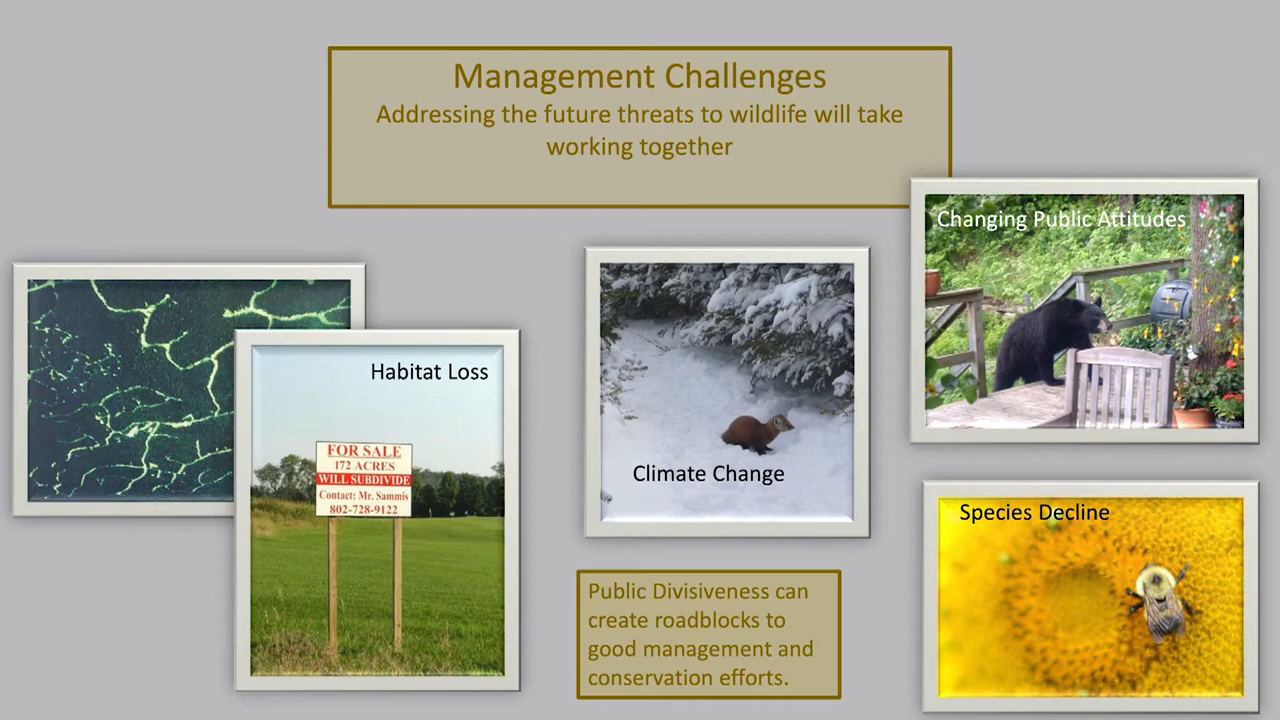 Management Challenges
Addressing the future threats to wildlife will take
working together
Changing Public Attitudes
Habitat Loss
FOR SALE
172 ACRES
WILL SUBDIVIDE
Contact: Mr. Sammis
802-728-9122
Climate Change
Species Decline
Public Divisiveness can
create roadblocks to
good management and
conservation efforts.